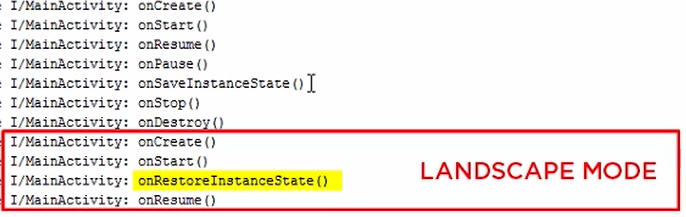 e I/MainActivity: onCreate()
e I/MainActivity: onStart()
e I/MainActivity: onResume()
e I/MainActivity: onPause()
e I/MainActivity: onSaveInstanceState()
e I/MainActivity: onStop()
e I/MainActivity: onDestroy()
e I/MainActivity: onCreate()
e I/MainActivity: onStart()
e I/MainActivity: onRestoreInstanceState()
e I/MainActivity: onResume()
LANDSCAPE MODE